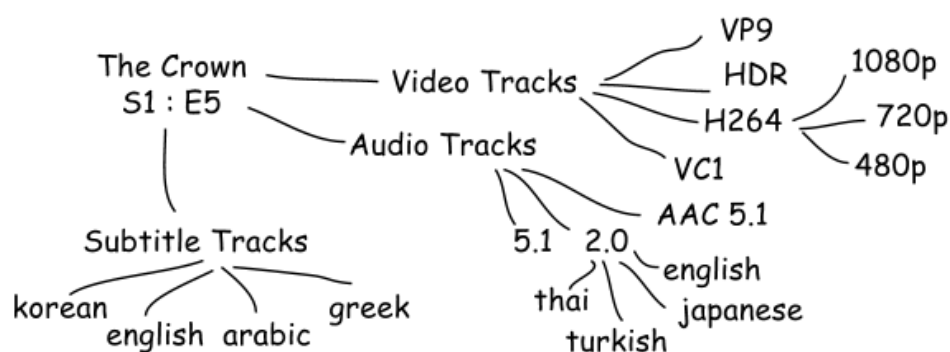 The Crown
S1 : E5
Video Tracks
VP9
HDR
H264
1080p
720p
480p
VC1
Audio Tracks
AAC 5.1
5.1
2.0
english
thai
japanese
turkish
Subtitle Tracks
korean
english
arabic
greek